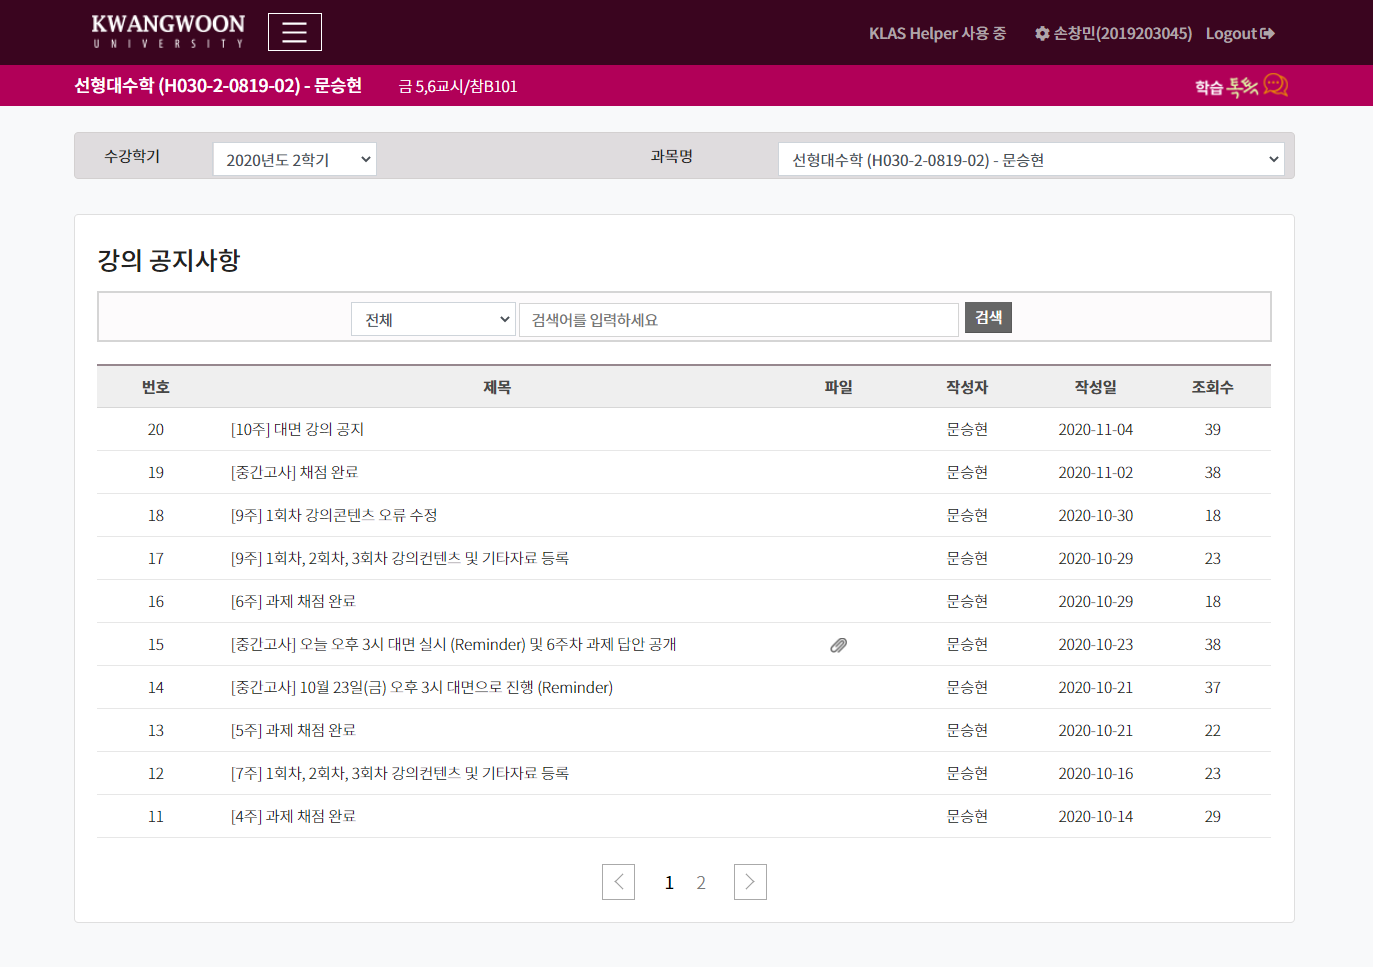 KWANGWOON
UNIVERSITY
KLAS Helper 사용 중 손창민(2019203045) Logout
선형대수학 (H030-2-0819-02) - 문승현 금 5,6교시/참B101
학습톡톡
수강학기 2020년도 2학기 과목명 선형대수학 (H030-2-0819-02) - 문승현
강의 공지사항
전체 검색어를 입력하세요 검색
번호 제목 파일 작성자 작성일 조회수
20 [10주] 대면 강의 공지 문승현 2020-11-04 39
19 [중간고사] 채점 완료 문승현 2020-11-02 38
18 [9주] 1회차 강의콘텐츠 오류 수정 문승현 2020-10-30 18
17 [9주] 1회차, 2회차, 3회차 강의컨텐츠 및 기타자료 등록 문승현 2020-10-29 23
16 [6주] 과제 채점 완료 문승현 2020-10-29 18
15 [중간고사] 오늘 오후 3시 대면 실시 (Reminder) 및 6주차 과제 답안 공개 문승현 2020-10-23 38
14 [중간고사] 10월 23일(금) 오후 3시 대면으로 진행 (Reminder) 문승현 2020-10-21 37
13 [5주] 과제 채점 완료 문승현 2020-10-21 22
12 [7주] 1회차, 2회차, 3회차 강의컨텐츠 및 기타자료 등록 문승현 2020-10-16 23
11 [4주] 과제 채점 완료 문승현 2020-10-14 29
1 2